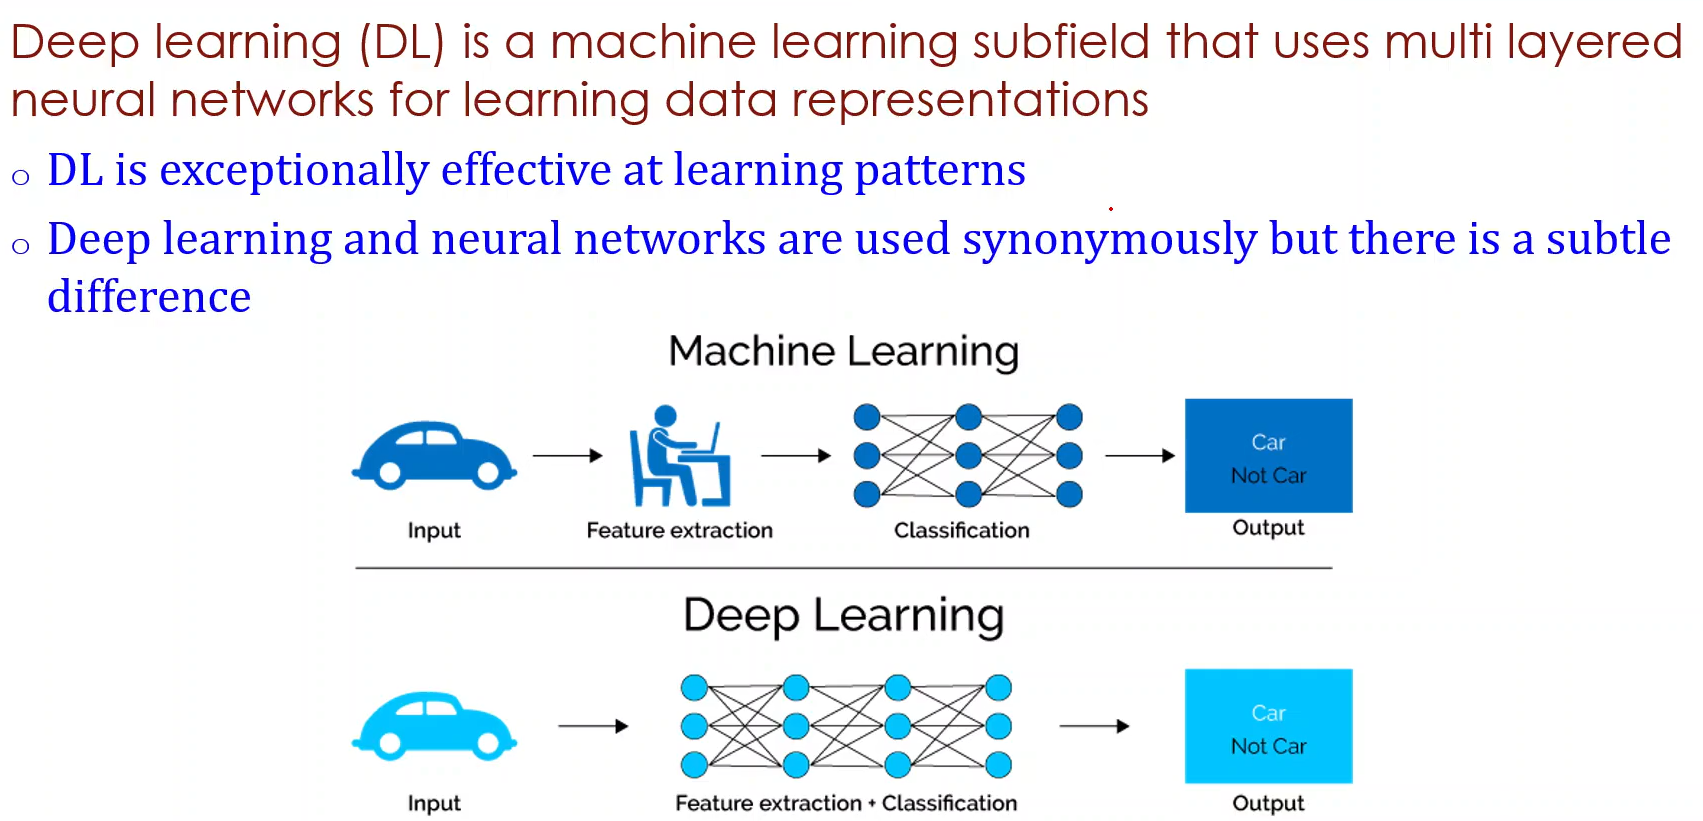 Deep learning (DL) is a machine learning subfield that uses multi layered
neural networks for learning data representations
o DL is exceptionally effective at learning patterns
o Deep learning and neural networks are used synonymously but there is a subtle
difference
Machine Learning
Car
Not Car
Input
Feature extraction
Classification
Output
Deep Learning
Car
Not Car
Input
Feature extraction + Classification
Output